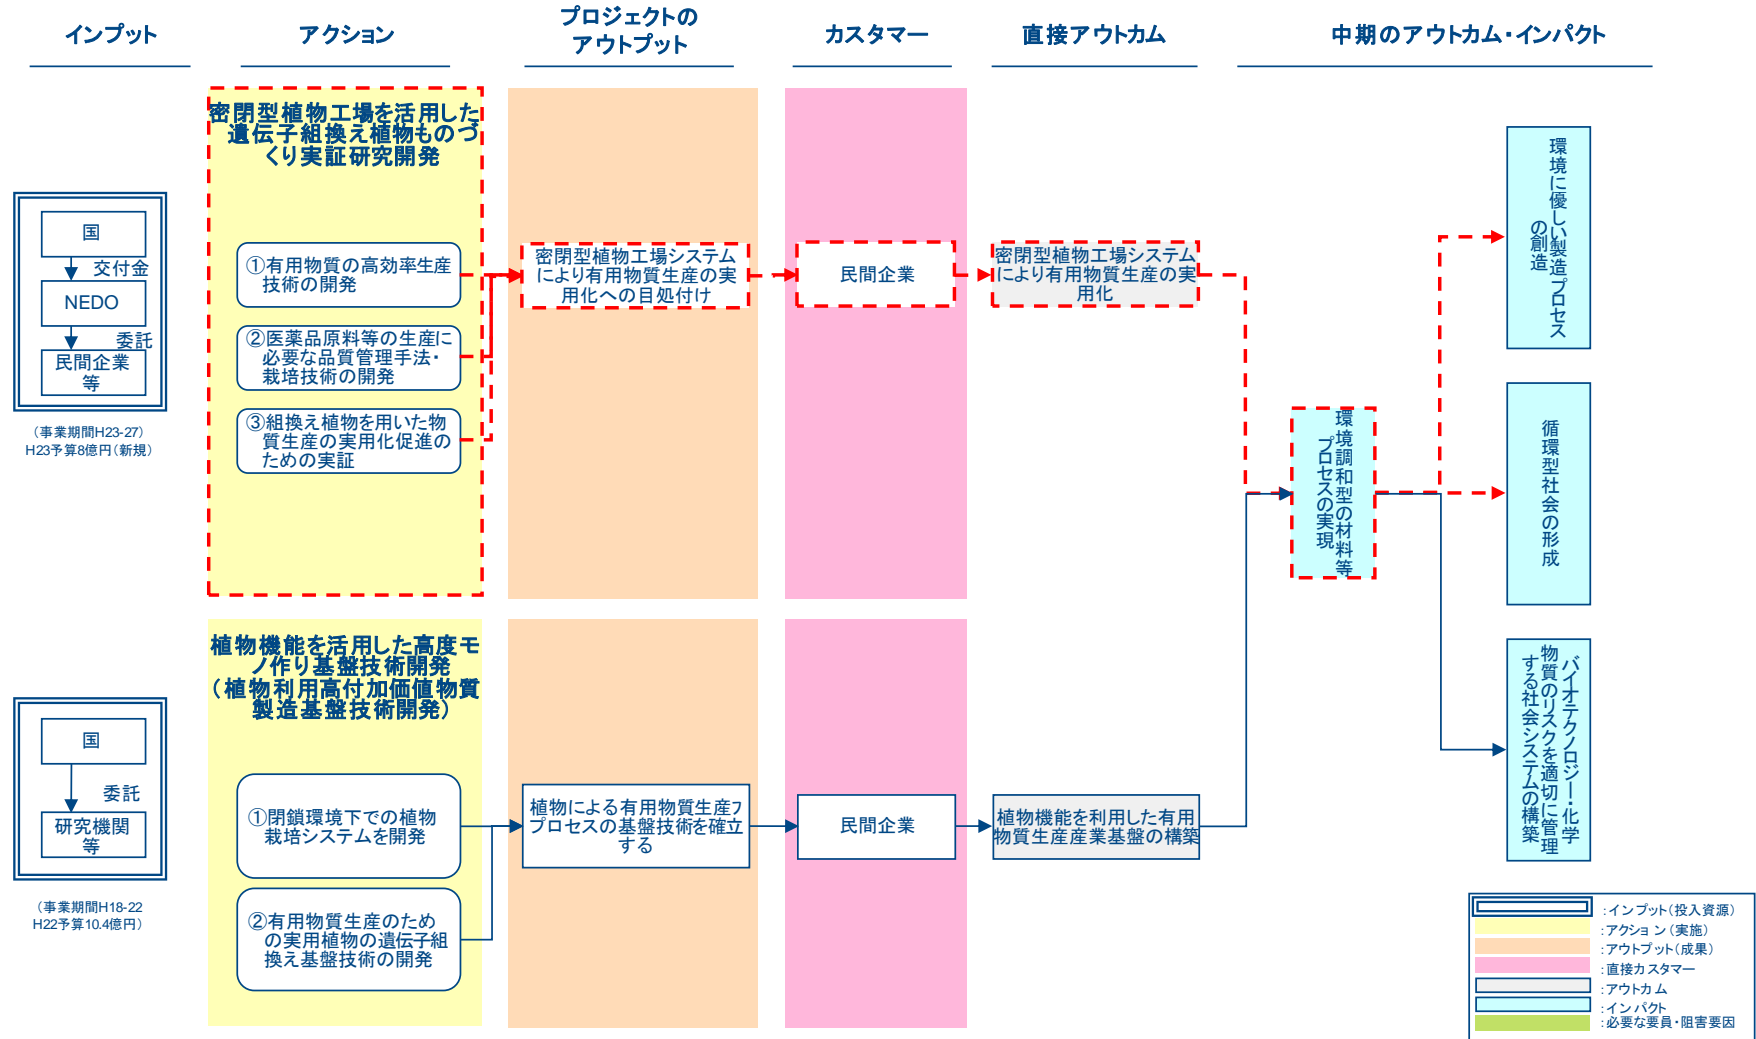 インプット
アクション
プロジェクトの
アウトプット
カスタマー
直接アウトカム
中期のアウトカム・インパクト
密閉型植物工場を活用した
遺伝子組換え植物ものづ
くり実証研究開発
国
交付金
NEDO
委託
民間企業
等
（事業期間H23-27）
H23予算8億円（新規）
①有用物質の高効率生産
技術の開発
②医薬品原料等の生産に
必要な品質管理手法・
栽培技術の開発
③組換え植物を用いた物
質生産の実用化促進の
ための実証
密閉型植物工場システム
により有用物質生産の実
用化への目処付け
民間企業
密閉型植物工場システム
により有用物質生産の実
用化
環境調和型の材料等
プロセスの実現
環境に優しい製造プロセス
の創造
循環型社会の形成
バイオテクノロジー・化学
物質のリスクを適切に管理
する社会システムの構築
植物機能を活用した高度モ
ノ作り基盤技術開発
（植物利用高付加価値物質
製造基盤技術開発）
国
委託
研究機関
等
（事業期間H18-22
H22予算10.4億円）
①閉鎖環境下での植物
栽培システムを開発
②有用物質生産のため
の実用植物の遺伝子組
換え基盤技術の開発
植物による有用物質生産フ
プロセスの基盤技術を確立
する
民間企業
植物機能を利用した有用
物質生産産業基盤の構築
：インプット（投入資源）
：アクション（実施）
：アウトプット（成果）
：直接カスタマー
：アウトカム
：インパクト
：必要な要員・阻害要因